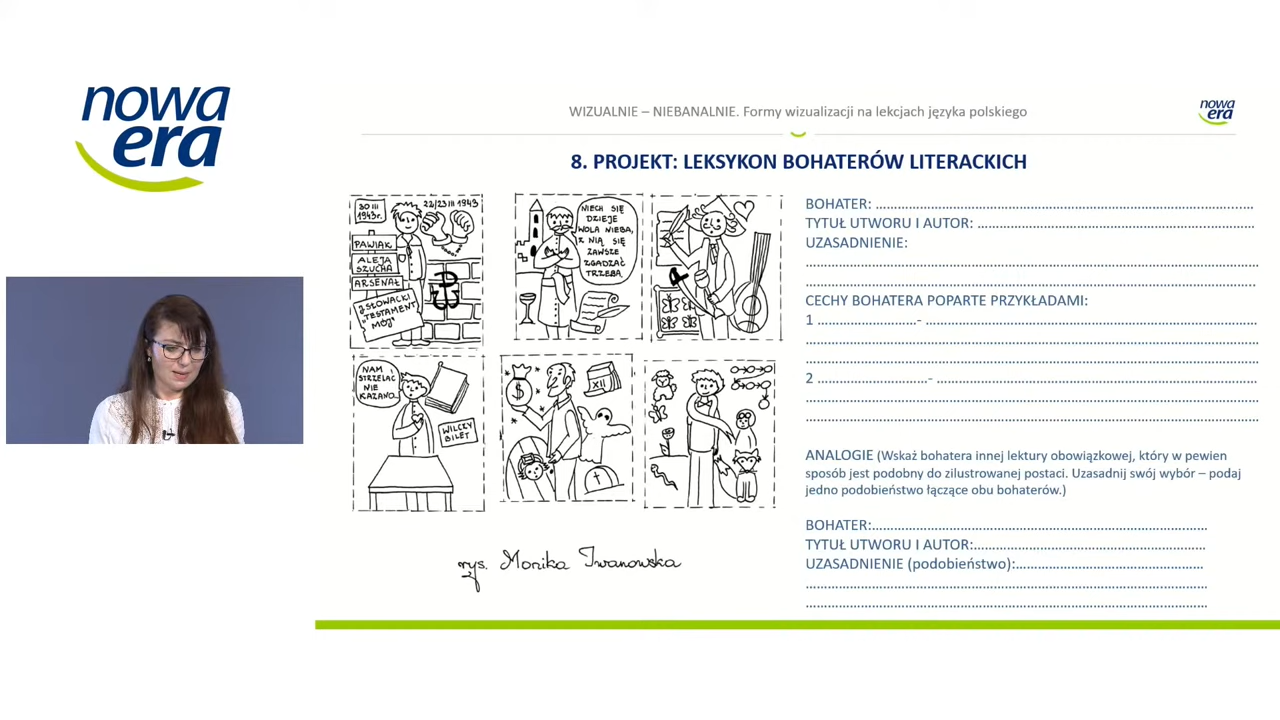 nowa
era
WIZUALNIE – NIEBANALNIE. Formy wizualizacji na lekcjach języka polskiego
nowa
era
8. PROJEKT: LEKSYKON BOHATERÓW LITERACKICH
30 III
1943r.
22/23 III 1943
PAWIAK
ALEJA
SZUCHA
ARSENAŁ
J. SŁOWACKI
"TESTAMENT
MÓJ"
NIECH SIĘ
DZIEJE
WOLA NIEBA,
Z NIĄ SIĘ
ZAWSZE
ZGADZAĆ
TRZEBA
NAM
STRZELAĆ
NIE
KAZANO...
WILCZY
BILET
$
XII
rys. Monika Iwanowska
BOHATER: ...........................................................................
TYTUŁ UTWORU I AUTOR: ...........................................................
UZASADNIENIE:
CECHY BOHATERA POPARTE PRZYKŁADAMI:
1 .......................- ...........................................................
2 ..........................- ........................................................
ANALOGIE (Wskaż bohatera innej lektury obowiązkowej, który w pewien
sposób jest podobny do zilustrowanej postaci. Uzasadnij swój wybór – podaj
jedno podobieństwo łączące obu bohaterów.)
BOHATER:...........................................................................
TYTUŁ UTWORU I AUTOR:......................................................
UZASADNIENIE (podobieństwo):...........................................